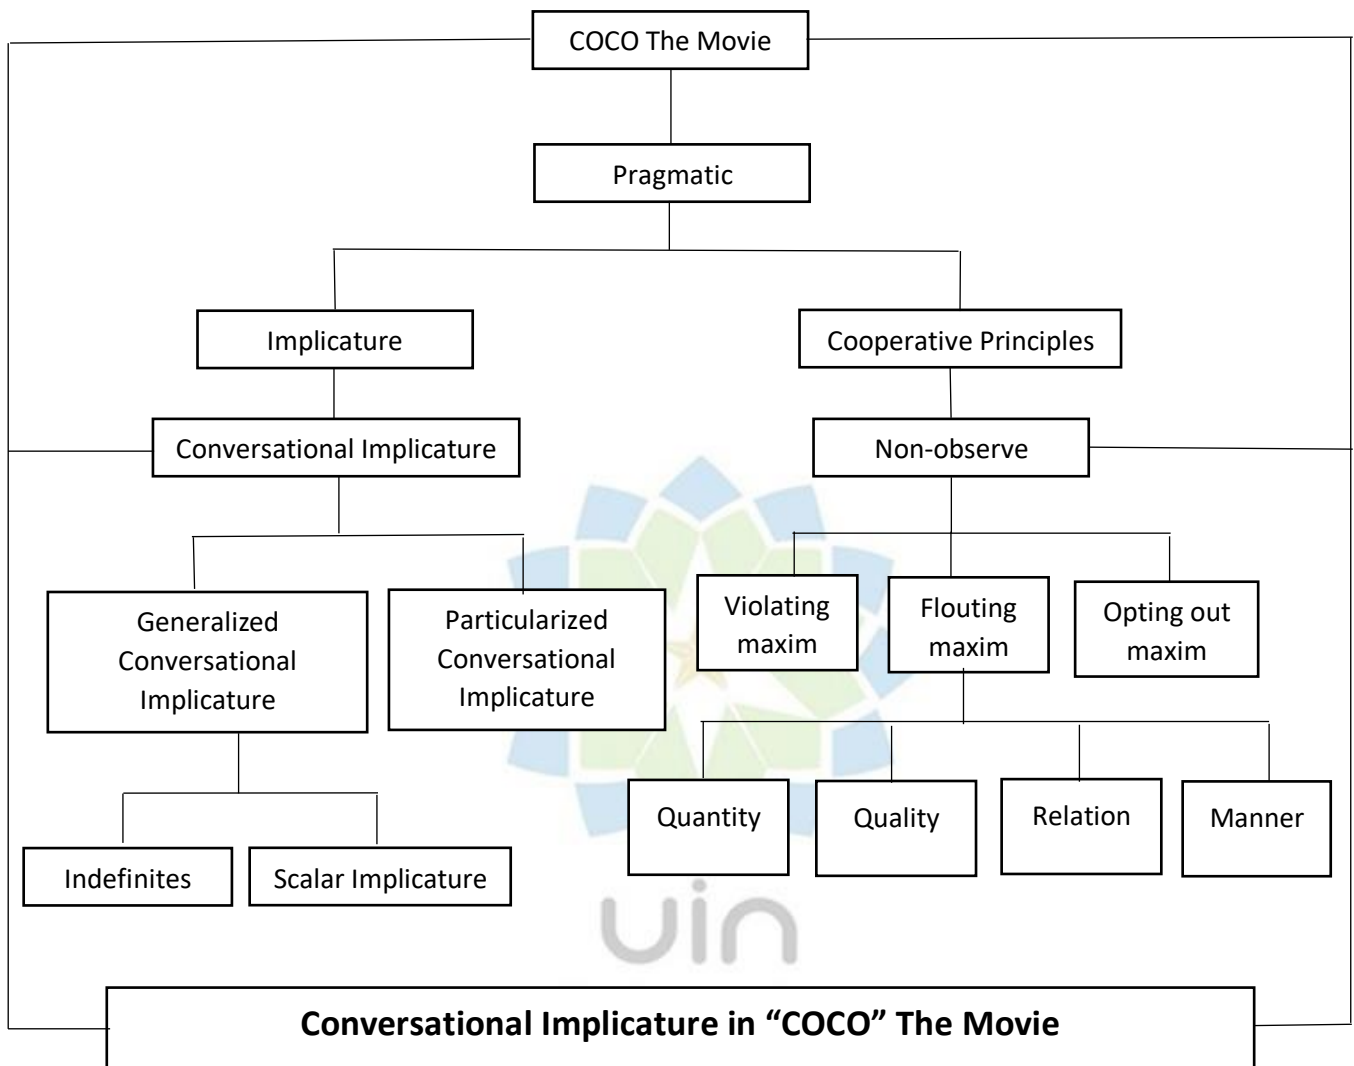 COCO The Movie
Pragmatic
Implicature
Cooperative Principles
Conversational Implicature
Non-observe
Generalized
Conversational
Implicature
Particularized
Conversational
Implicature
Violating
maxim
Flouting
maxim
Opting out
maxim
Quantity
Quality
Relation
Manner
Indefinites
Scalar Implicature
uin
Conversational Implicature in “COCO” The Movie